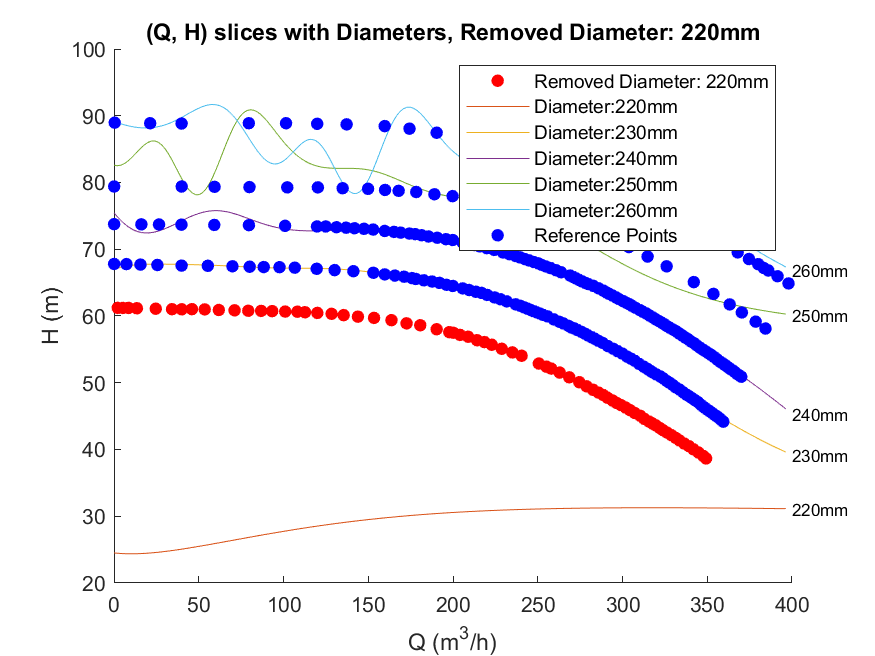 (Q, H) slices with Diameters, Removed Diameter: 220mm
100
90
80
70
60
50
40
30
20
H (m)
0
50
100
150
200
250
300
350
400
Q (m³/h)
Removed Diameter: 220mm
Diameter:220mm
Diameter:230mm
Diameter:240mm
Diameter:250mm
Diameter:260mm
Reference Points
260mm
250mm
240mm
230mm
220mm